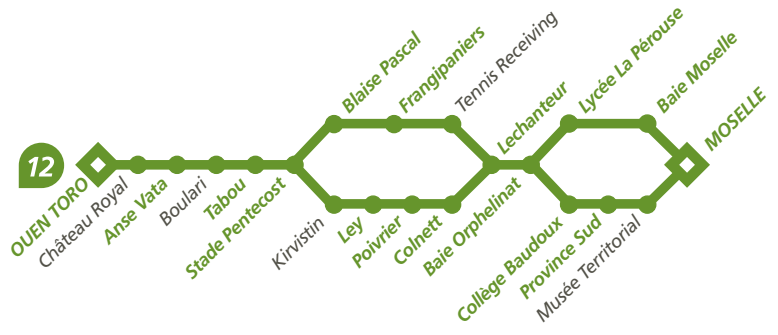 12
OUEN TORO
Château Royal
Anse Vata
Boulari
Tabou
Stade Pentecost
Blaise Pascal
Frangipaniers
Tennis Receiving
Kirvistin
Ley
Poivrier
Colnett
Lechanteur
Baie Orphelinat
Lycée La Pérouse
Baie Moselle
Collège Baudoux
Province Sud
Musée Territorial
MOSELLE